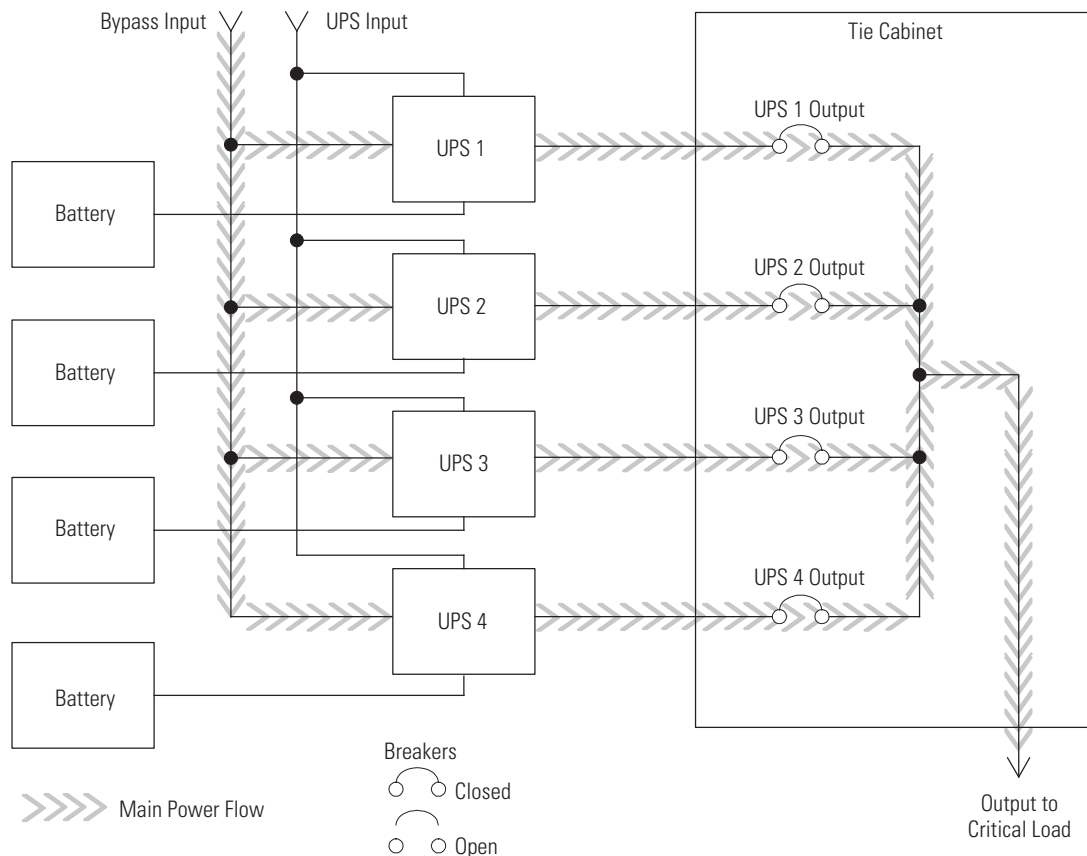 Bypass Input
UPS Input
Tie Cabinet
UPS 1 Output
UPS 1
Battery
UPS 2 Output
UPS 2
Battery
UPS 3 Output
UPS 3
Battery
UPS 4 Output
UPS 4
Battery
Breakers
Closed
Main Power Flow
Open
Output to
Critical Load